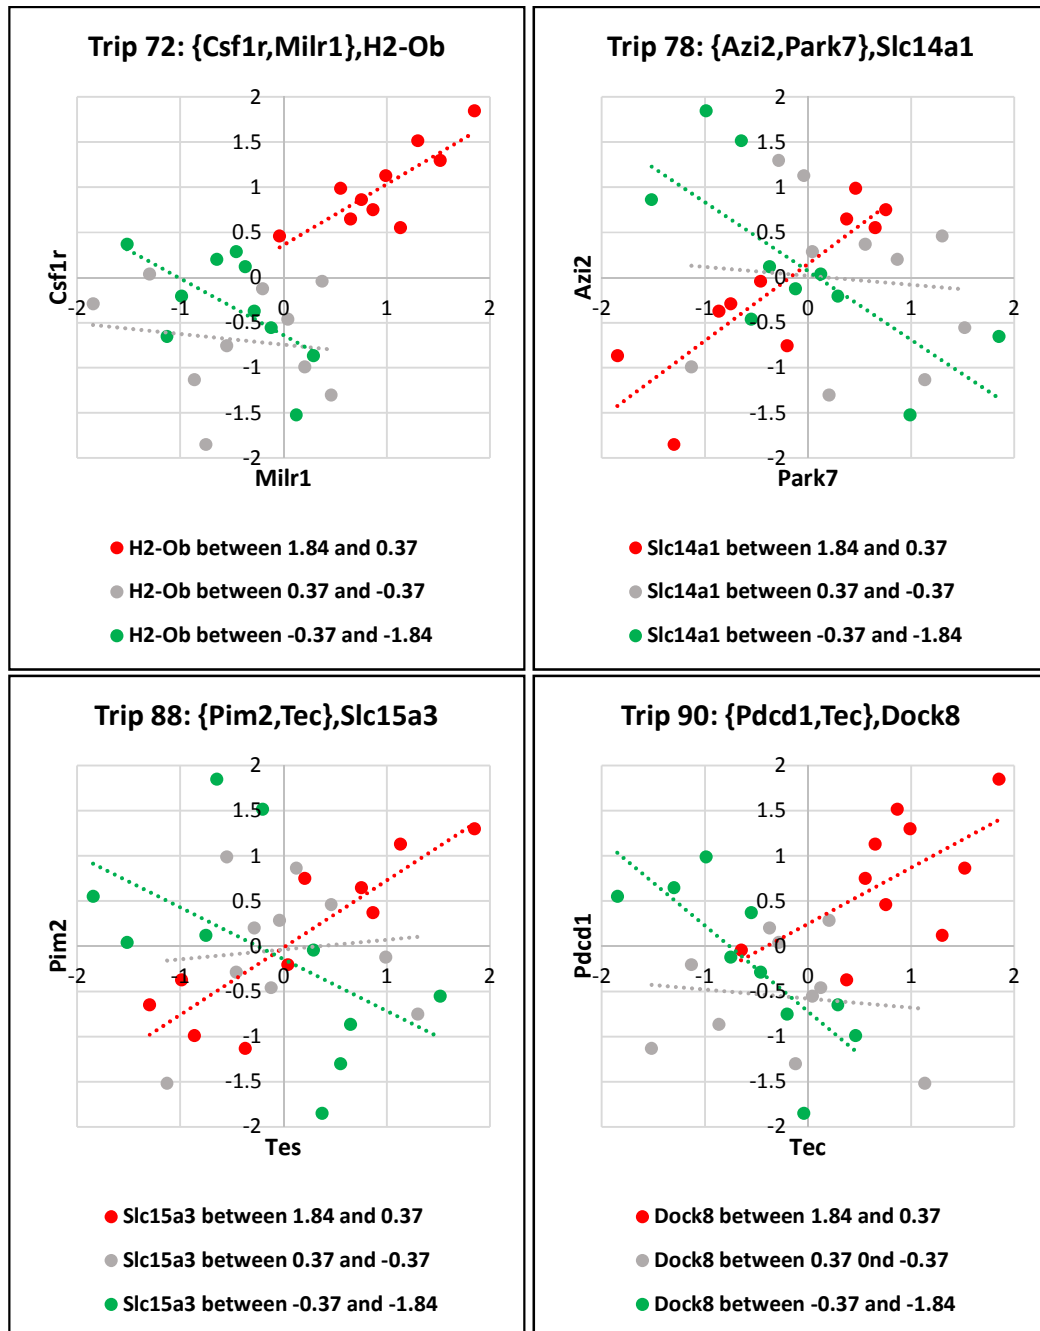 Trip 72: {Csf1r,Milr1},H2-Ob
2
1.5
1
0.5
0
-0.5
-1
-1.5
-2
-2
-1
0
1
2
Csf1r
Milr1
H2-Ob between 1.84 and 0.37
H2-Ob between 0.37 and -0.37
H2-Ob between -0.37 and -1.84
Trip 78: {Azi2,Park7},Slc14a1
2
1.5
1
0.5
0
-0.5
-1
-1.5
-2
-2
-1
0
1
2
Azi2
Park7
Slc14a1 between 1.84 and 0.37
Slc14a1 between 0.37 and -0.37
Slc14a1 between -0.37 and -1.84
Trip 88: {Pim2,Tec},Slc15a3
2
1.5
1
0.5
0
-0.5
-1
-1.5
-2
-2
-1
0
1
2
Pim2
Tes
Slc15a3 between 1.84 and 0.37
Slc15a3 between 0.37 and -0.37
Slc15a3 between -0.37 and -1.84
Trip 90: {Pdcd1,Tec},Dock8
2
1.5
1
0.5
0
-0.5
-1
-1.5
-2
-2
-1
0
1
2
Pdcd1
Tec
Dock8 between 1.84 and 0.37
Dock8 between 0.37 0nd -0.37
Dock8 between -0.37 and -1.84